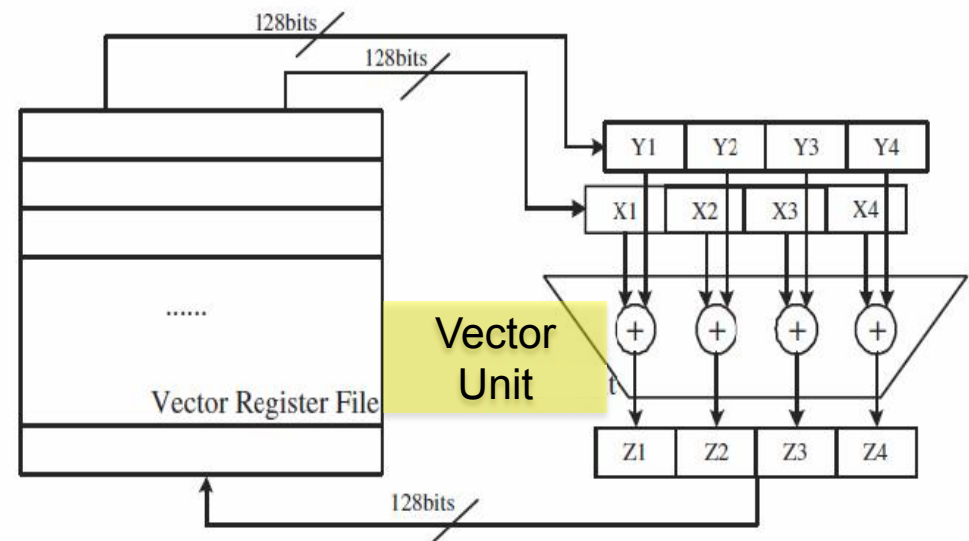 128bits
128bits
Y1 Y2 Y3 Y4
X1 X2 X3 X4
......
+ + + +
Vector
Unit
Vector Register File
Z1 Z2 Z3 Z4
128bits